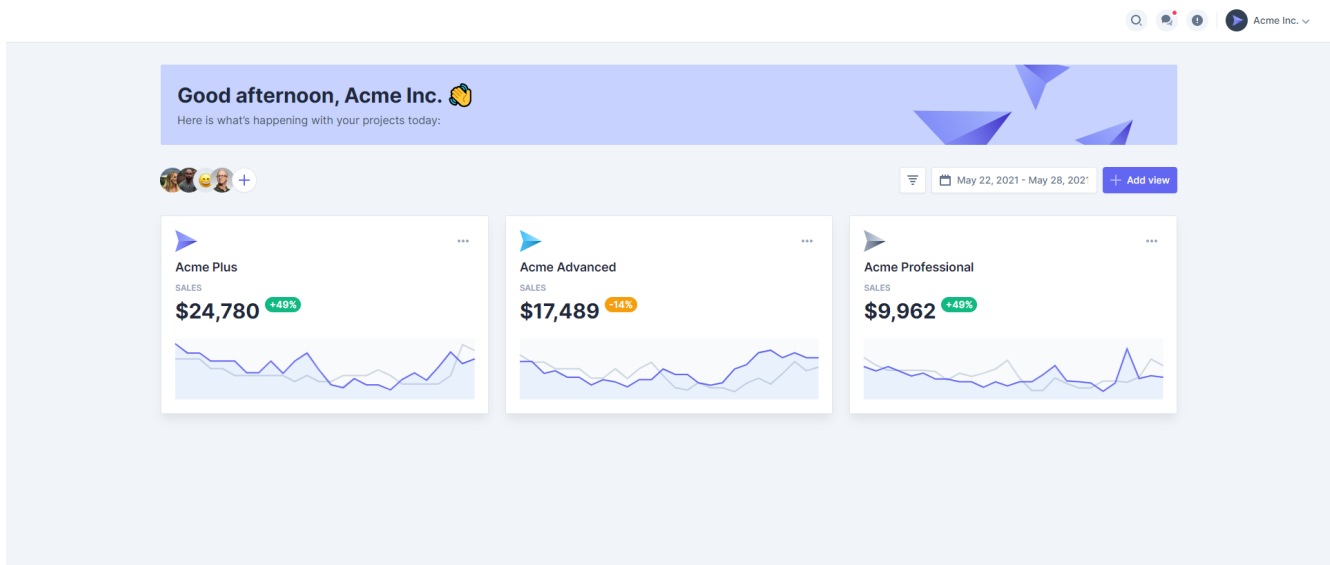 Acme Inc.
Good afternoon, Acme Inc. 👋
Here is what's happening with your projects today:
May 22, 2021 - May 28, 2021
Add view
Acme Plus
SALES
$24,780 +49%
Acme Advanced
SALES
$17,489 -14%
Acme Professional
SALES
$9,962 +49%